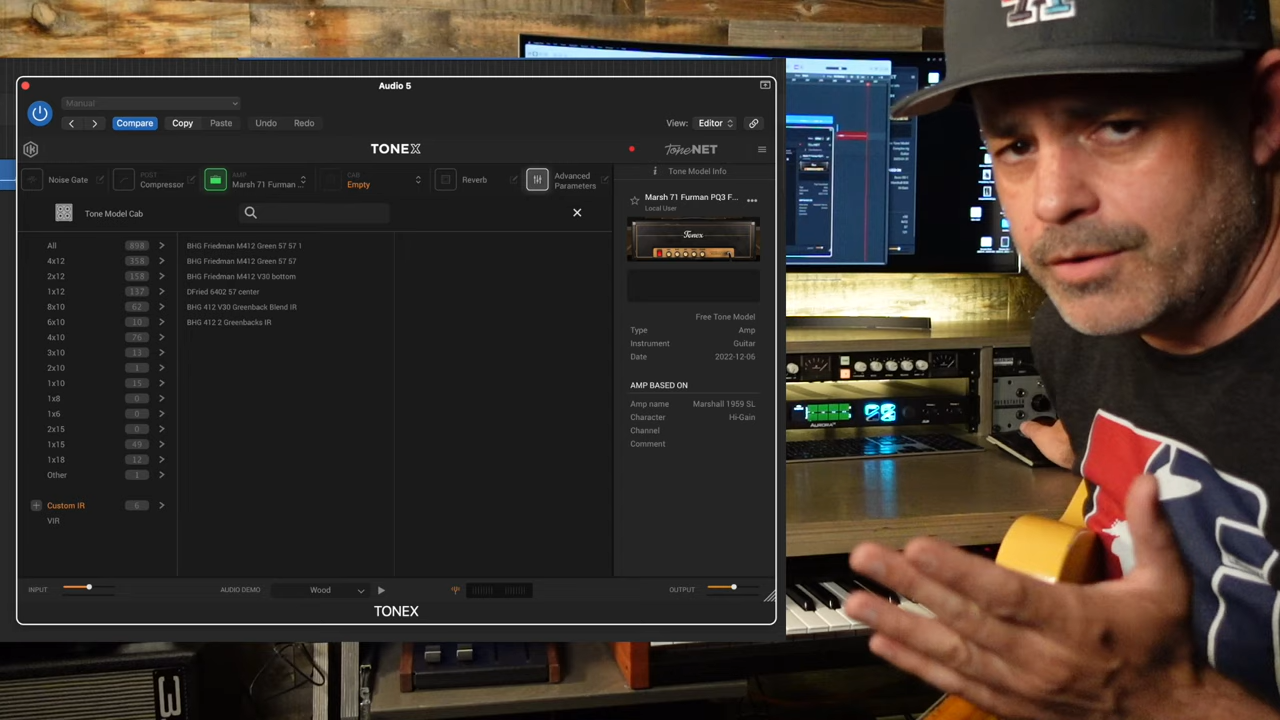 Audio 5
Manual
Compare Copy Paste Undo Redo View: Editor
TONEX ToneNET
Noise Gate POST Compressor AMP Marsh 71 Furman ... CAB Empty Reverb Advanced Parameters
i Tone Model Info
Tone Model Cab
Marsh 71 Furman PQ3 F...
Local User
Tonex
All 898 BHG Friedman M412 Green 57 57 1
4x12 358 BHG Friedman M412 Green 57 57
2x12 158 BHG Friedman M412 V30 bottom
1x12 137 DFried 6402 57 center
8x10 62 BHG 412 V30 Greenback Blend IR
6x10 10 BHG 412 2 Greenbacks IR
4x10 76
3x10 13
2x10 1
1x10 15
1x8 0
1x6 0
2x15 0
1x15 49
1x18 12
Other 1
Custom IR 6
VIR
Free Tone Model
Type Amp
Instrument Guitar
Date 2022-12-06
AMP BASED ON
Amp name Marshall 1959 SL
Character Hi-Gain
Channel
Comment
INPUT AUDIO DEMO Wood OUTPUT
TONEX
AURORA